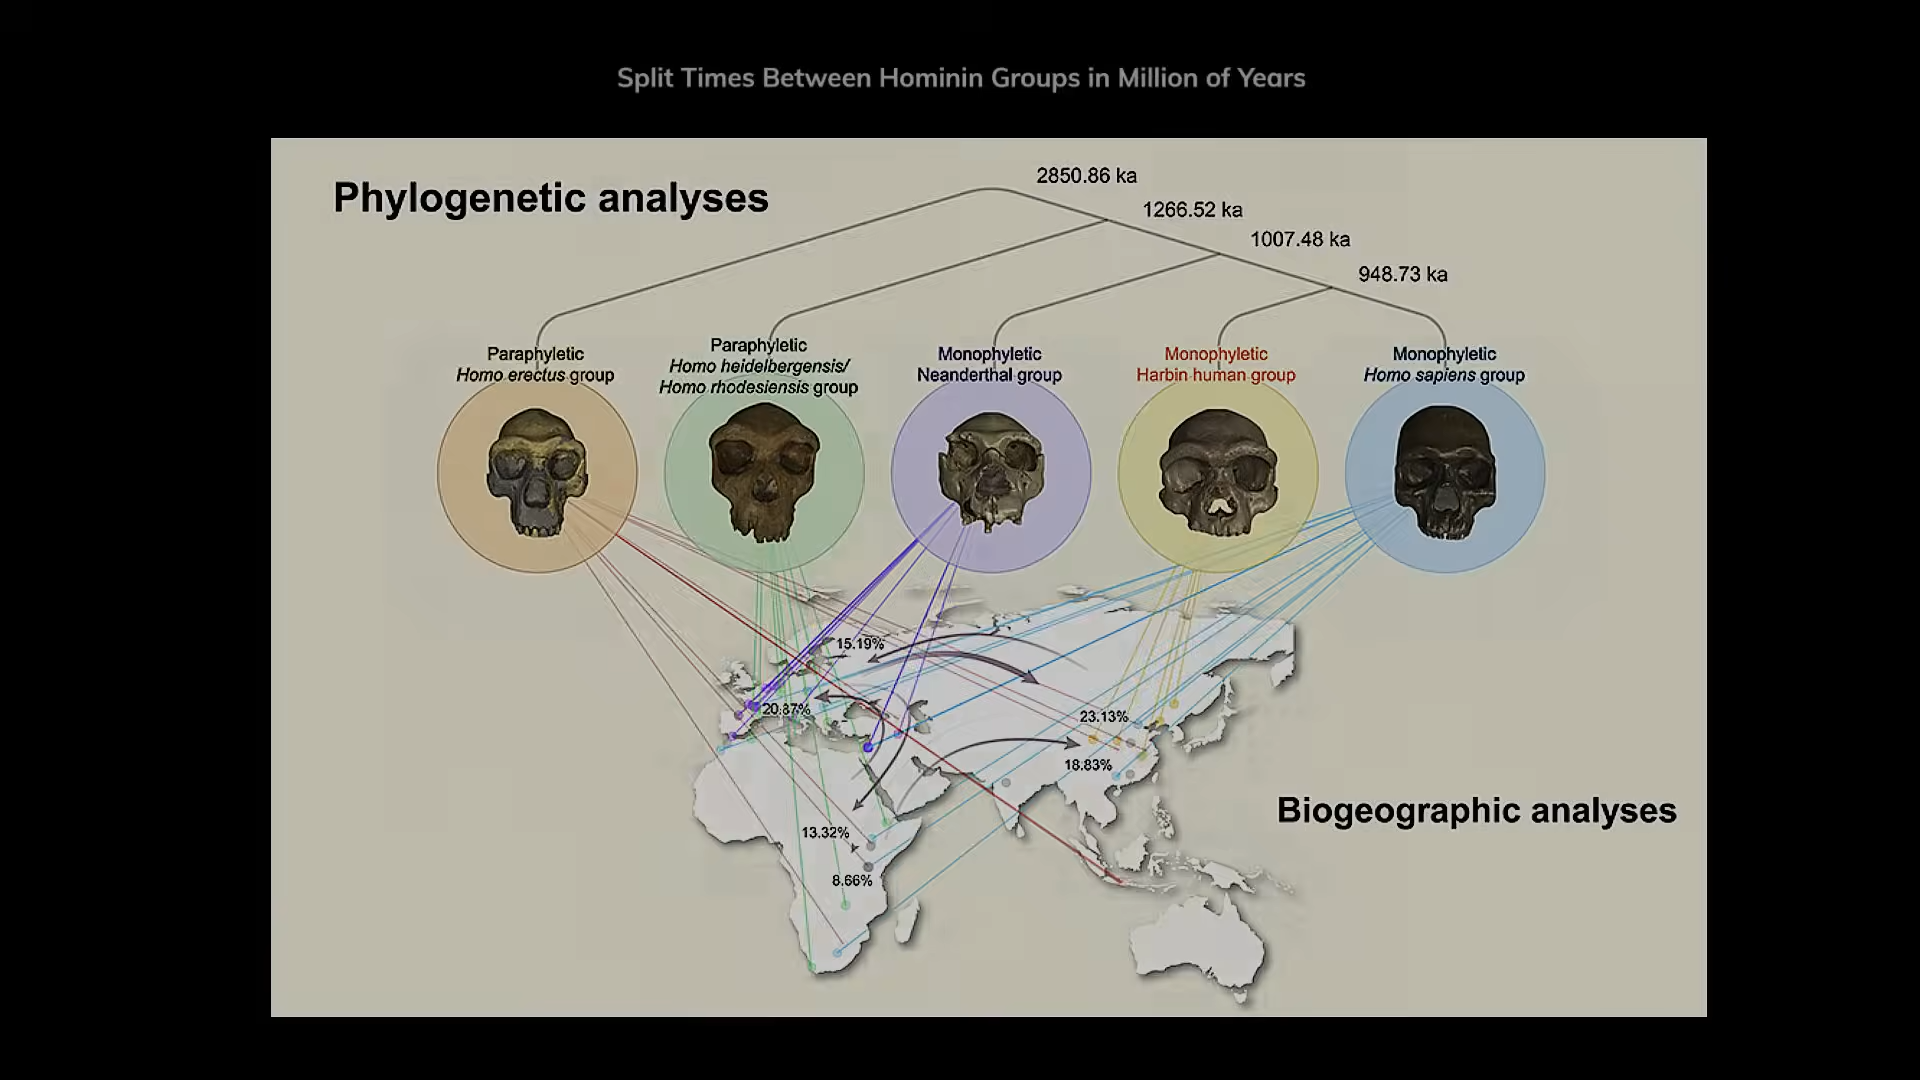 Split Times Between Hominin Groups in Million of Years
Phylogenetic analyses
2850.86 ka
1266.52 ka
1007.48 ka
948.73 ka
Paraphyletic
Homo erectus group
Paraphyletic
Homo heidelbergensis/
Homo rhodesiensis group
Monophyletic
Neanderthal group
Monophyletic
Harbin human group
Monophyletic
Homo sapiens group
15.19%
20.87%
23.13%
18.83%
13.32%
8.66%
Biogeographic analyses